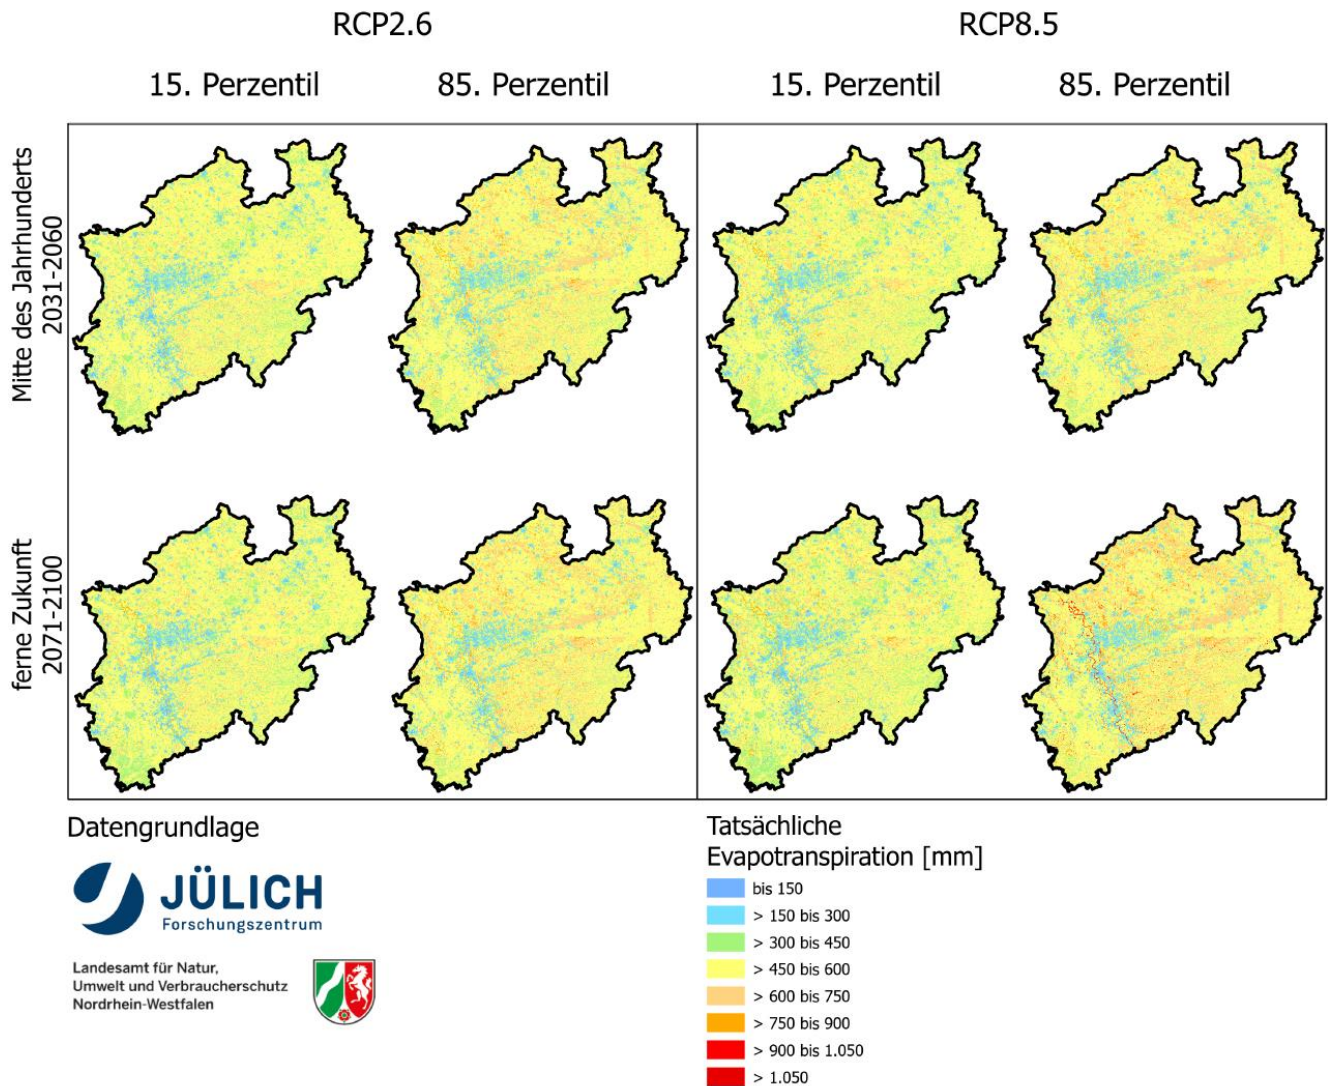 RCP2.6
RCP8.5
15. Perzentil
85. Perzentil
15. Perzentil
85. Perzentil
Mitte des Jahrhunderts
2031-2060
ferne Zukunft
2071-2100
Datengrundlage
JÜLICH
Forschungszentrum
Landesamt für Natur,
Umwelt und Verbraucherschutz
Nordrhein-Westfalen
Tatsächliche
Evapotranspiration [mm]
bis 150
> 150 bis 300
> 300 bis 450
> 450 bis 600
> 600 bis 750
> 750 bis 900
> 900 bis 1.050
> 1.050